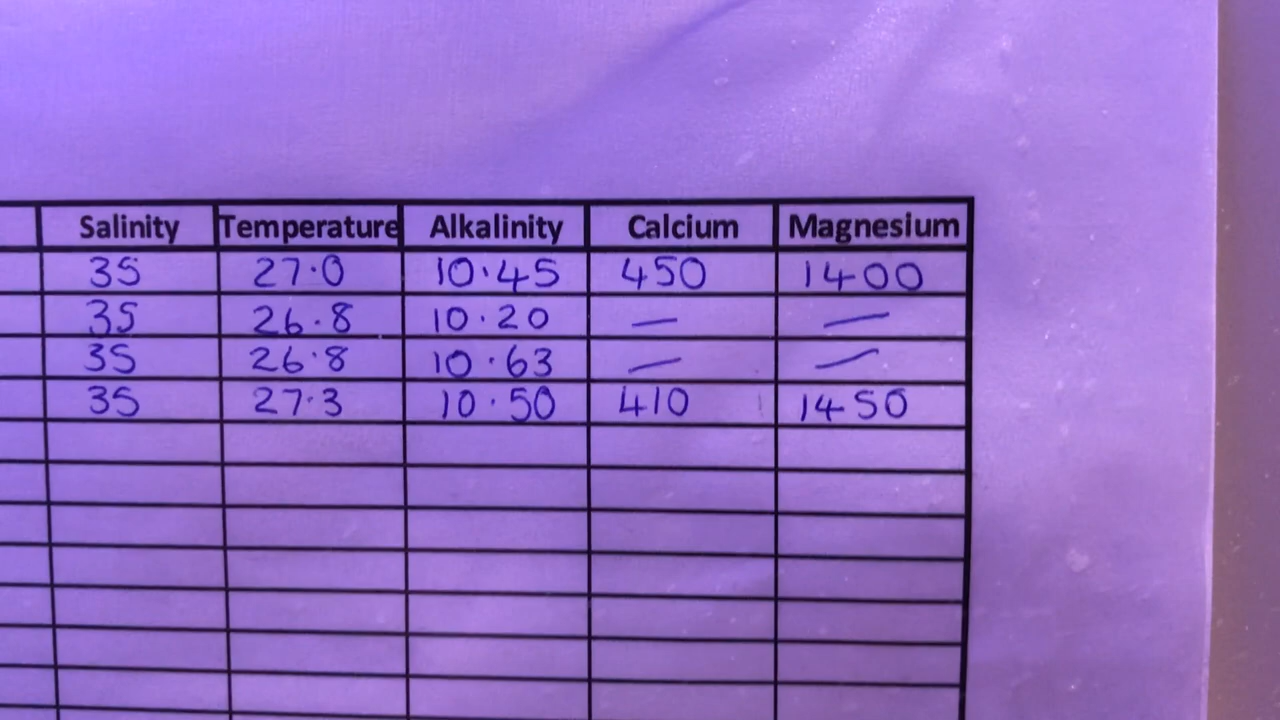 Salinity Temperature Alkalinity Calcium Magnesium
35 27.0 10.45 450 1400
35 26.8 10.20 — —
35 26.8 10.63 — —
35 27.3 10.50 410 1450